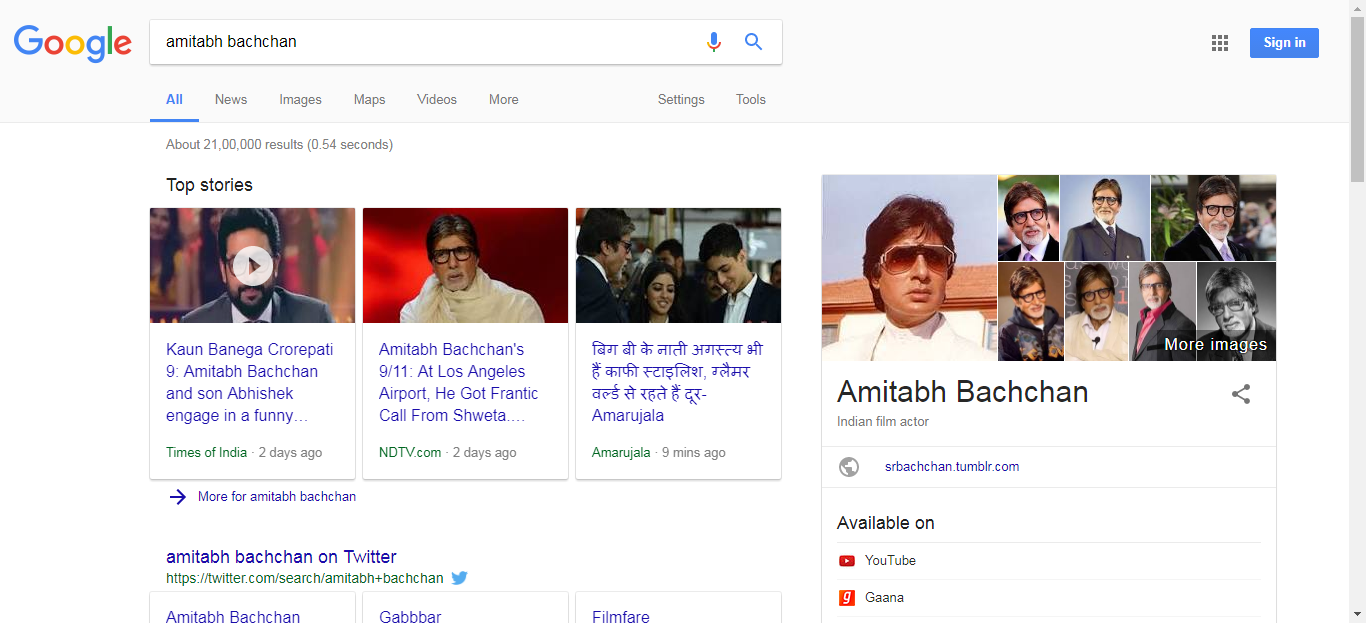 Google
amitabh bachchan
Sign in
All News Images Maps Videos More Settings Tools
About 21,00,000 results (0.54 seconds)
Top stories
Kaun Banega Crorepati
9: Amitabh Bachchan
and son Abhishek
engage in a funny…
Times of India · 2 days ago
Amitabh Bachchan's
9/11: At Los Angeles
Airport, He Got Frantic
Call From Shweta.…
NDTV.com · 2 days ago
बिग बी के नाती अगस्त्य भी
हैं काफी स्टाइलिश, ग्लैमर
वर्ल्ड से रहते हैं दूर-
Amarujala
Amarujala · 9 mins ago
More for amitabh bachchan
amitabh bachchan on Twitter
https://twitter.com/search/amitabh+bachchan
Amitabh Bachchan
Gabbbar
Filmfare
More images
Amitabh Bachchan
Indian film actor
srbachchan.tumblr.com
Available on
YouTube
Gaana